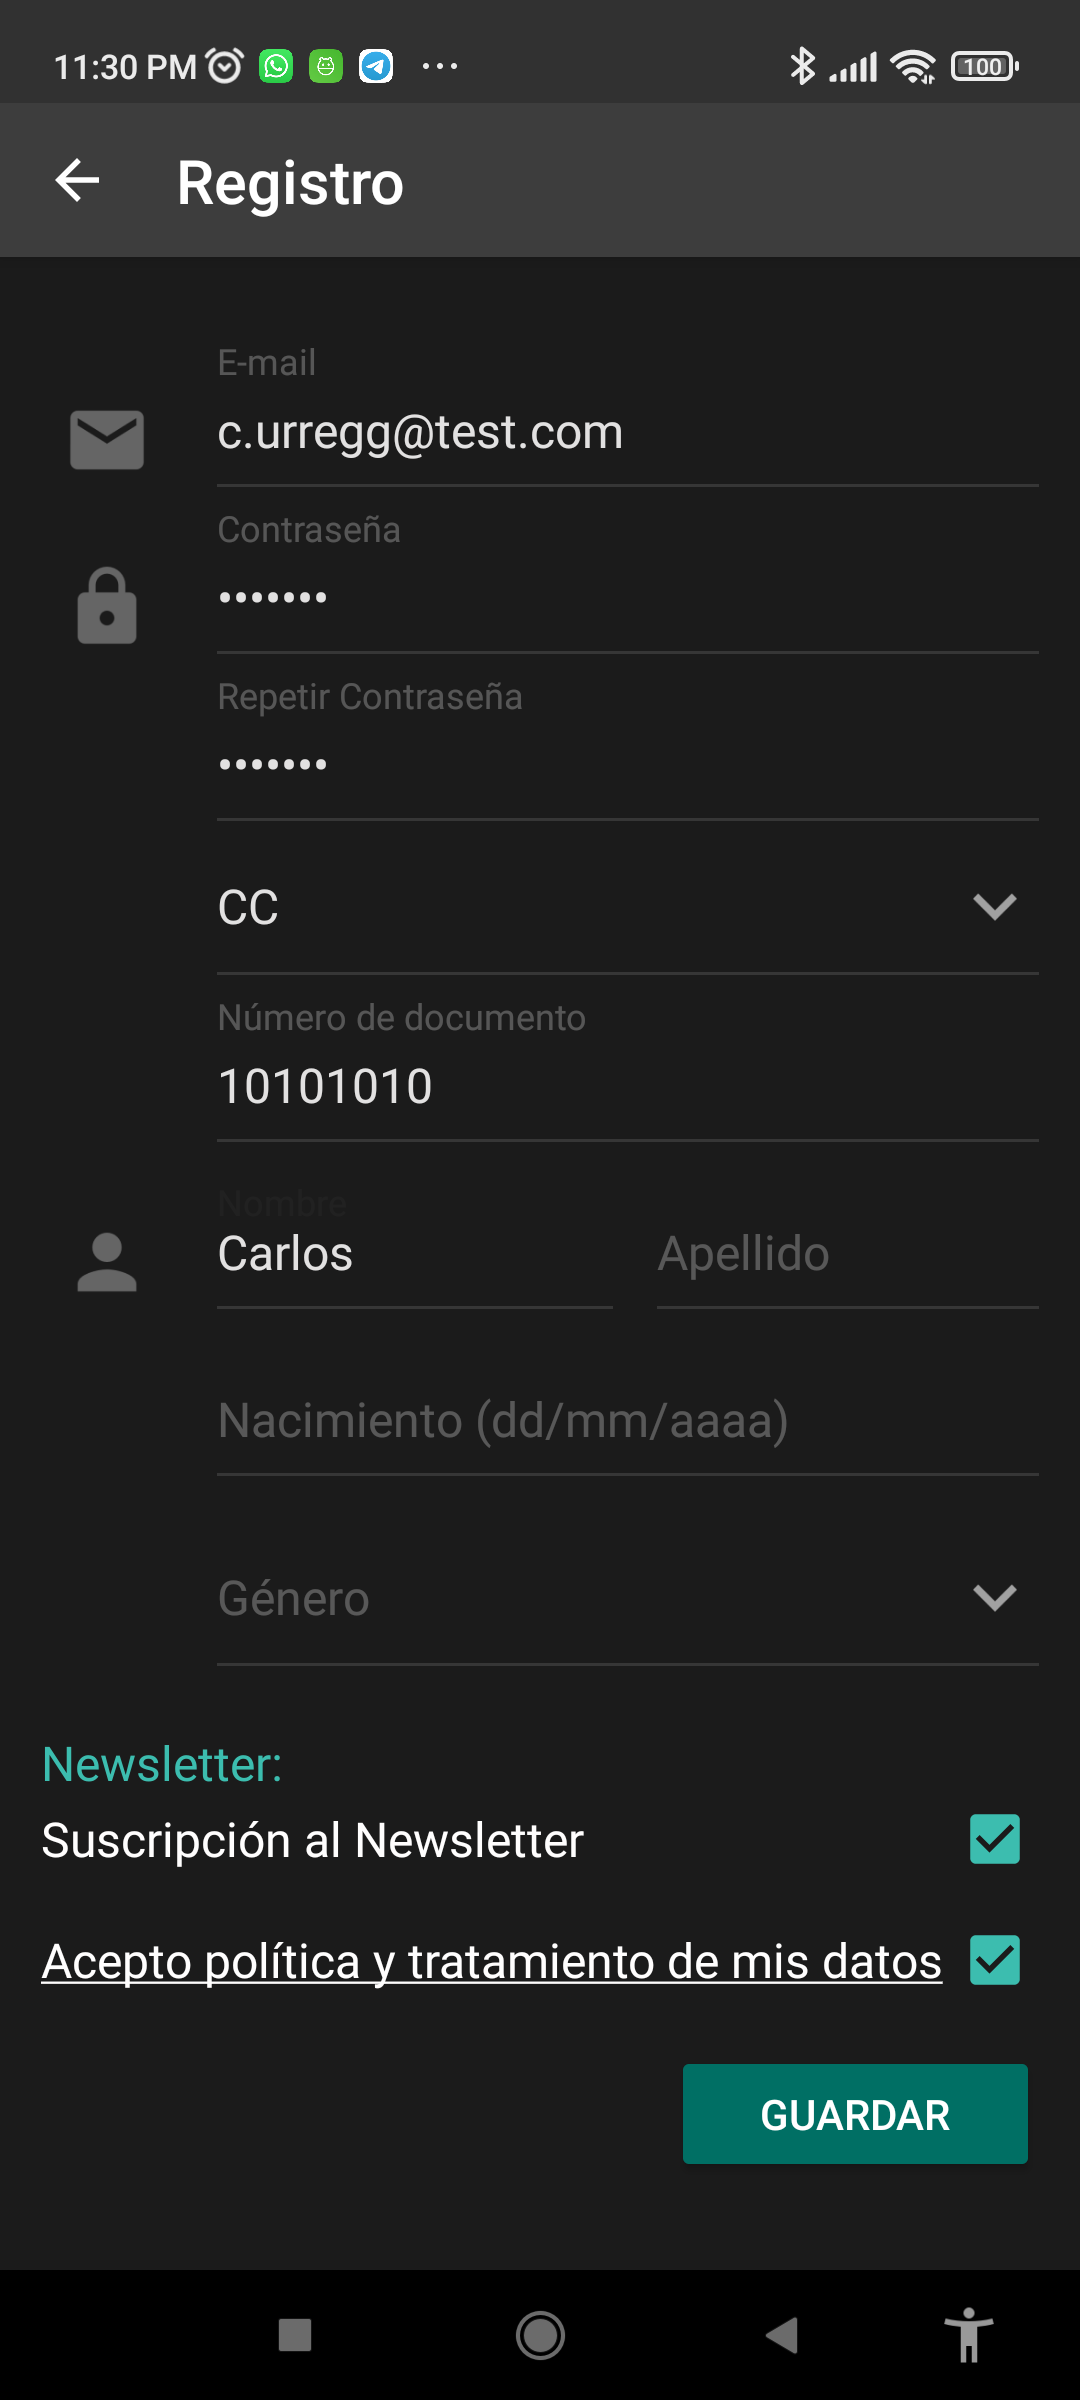 11:30 PM
100
Registro
E-mail
c.urregg@test.com
Contraseña
•••••••
Repetir Contraseña
•••••••
CC
Número de documento
10101010
Nombre
Carlos
Apellido
Nacimiento (dd/mm/aaaa)
Género
Newsletter:
Suscripción al Newsletter
Acepto política y tratamiento de mis datos
GUARDAR